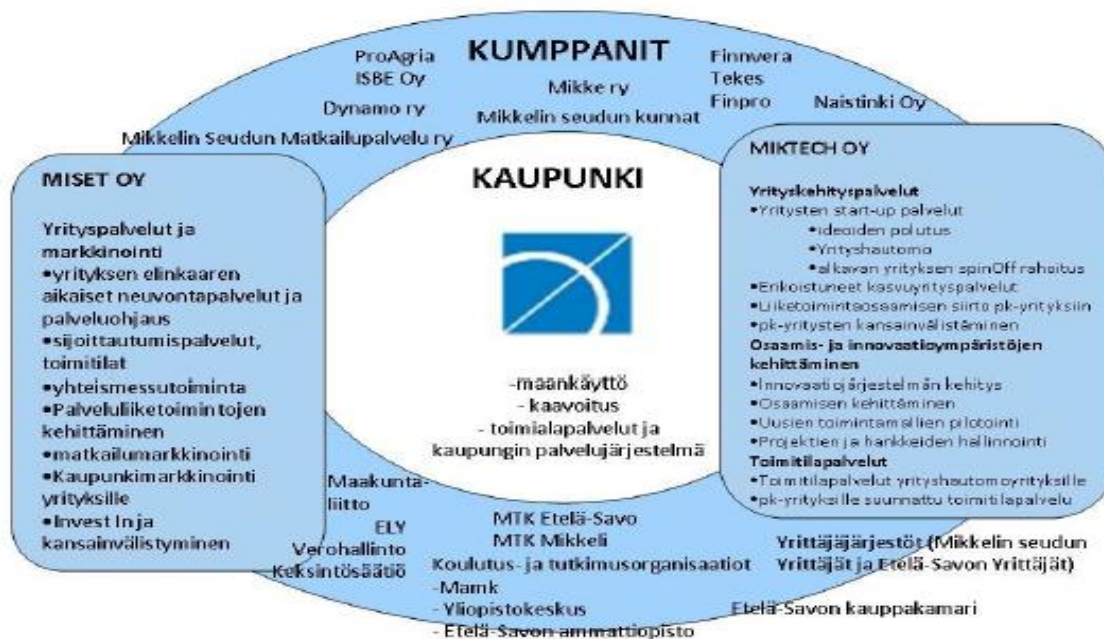 KUMPPANIT
ProAgria
ISBE Oy
Dynamo ry
Mikkelin Seudun Matkailupalvelu ry
Mikke ry
Mikkelin seudun kunnat
Finnvera
Tekes
Finpro
Naistinki Oy
MISET OY
Yrityspalvelut ja
markkinointi
•yrityksen elinkaaren
aikaiset neuvontapalvelut ja
palveluohjaus
•sijoittautumispalvelut,
toimitilat
•yhteismessutoiminta
•Palveluliiketoimintojen
kehittäminen
•matkailumarkkinointi
•Kaupunkimarkkinointi
yrityksille
•Invest In ja
kansainvälistyminen
KAUPUNKI
-maankäyttö
- kaavoitus
- toimialapalvelut ja
kaupungin palvelujärjestelmä
MIKTECH OY
Yrityskehityspalvelut
•Yritysten start-up palvelut
•ideoiden polutus
•Yrityshautomo
•alkavan yrityksen spinOff rahoitus
•Erikoistuneet kasvuyrityspalvelut
•Liiketoimintaosaamisen siirto pk-yrityksiin
•pk-yritysten kansainvälistäminen
Osaamis- ja innovaatioympäristöjen
kehittäminen
•Innovaatiojärjestelmän kehitys
•Osaamisen kehittäminen
•Uusien toimintamallien pilotointi
•Projektien ja hankkeiden hallinnointi
Toimitilapalvelut
•Toimitilapalvelut yrityshautomoyrityksille
•pk-yrityksille suunnattu toimitilapalvelu
Maakunta-
liitto
ELY
Verohallinto
Keksintösäätiö
MTK Etelä-Savo
MTK Mikkeli
Koulutus- ja tutkimusorganisaatiot
-Mamk
- Yliopistokeskus
- Etelä-Savon ammattiopisto
Yrittäjäjärjestöt (Mikkelin seudun
Yrittäjät ja Etelä-Savon Yrittäjät)
Etelä-Savon kauppakamari